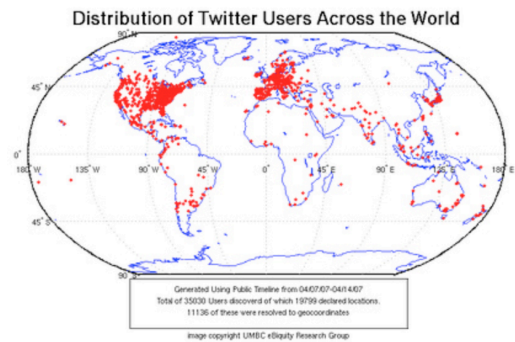 Distribution of Twitter Users Across the World
90° N
45° N
0°
180° W 135° W 90° W 45° W 0° 45° E 90° E 135° E 180° E
45° S
90° S
Generated Using Public Timeline from 04/07/07-04/14/07
Total of 35030 Users discoverd of which 19799 declared locations.
11136 of these were resolved to geocoordinates
image copyright UMBC eBiquity Research Group